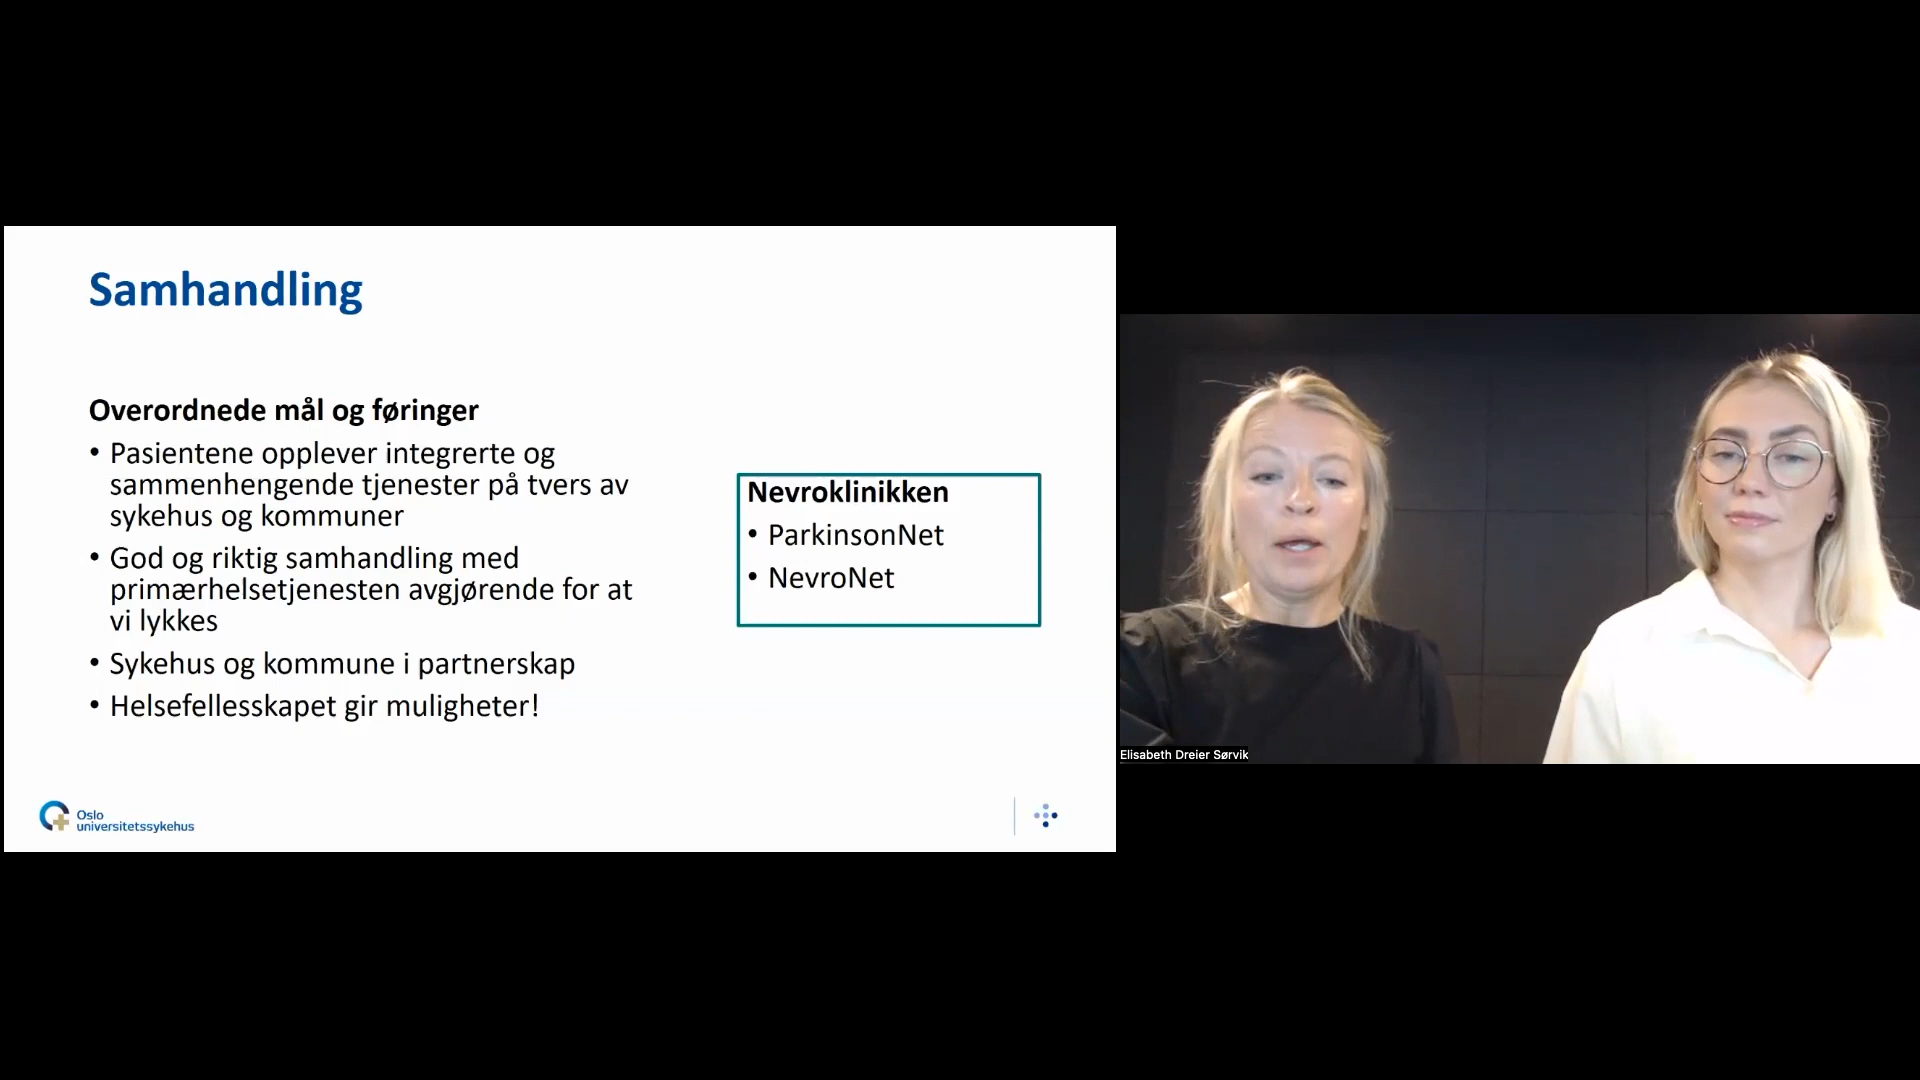 Samhandling
Overordnede mål og føringer
• Pasientene opplever integrerte og
sammenhengende tjenester på tvers av
sykehus og kommuner
• God og riktig samhandling med
primærhelsetjenesten avgjørende for at
vi lykkes
• Sykehus og kommune i partnerskap
• Helsefellesskapet gir muligheter!
Nevroklinikken
• ParkinsonNet
• NevroNet
Oslo
universitetssykehus
Elisabeth Dreier Sørvik